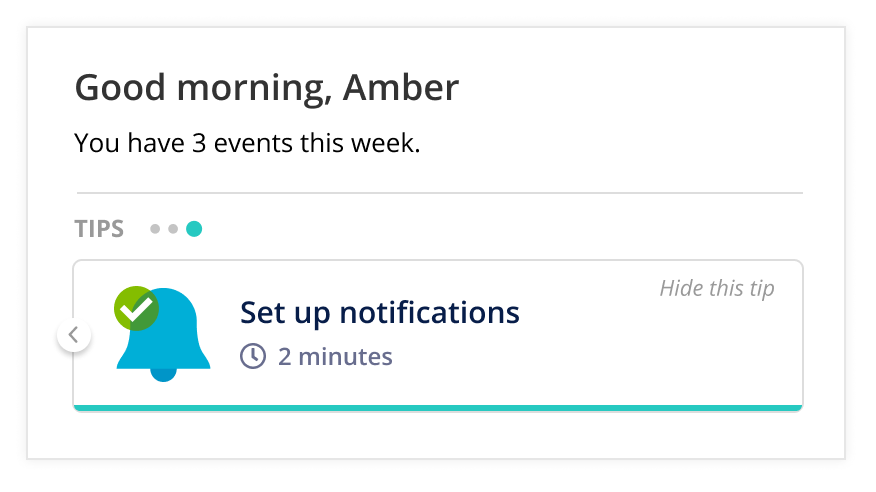 Good morning, Amber
You have 3 events this week.
TIPS
Hide this tip
Set up notifications
2 minutes